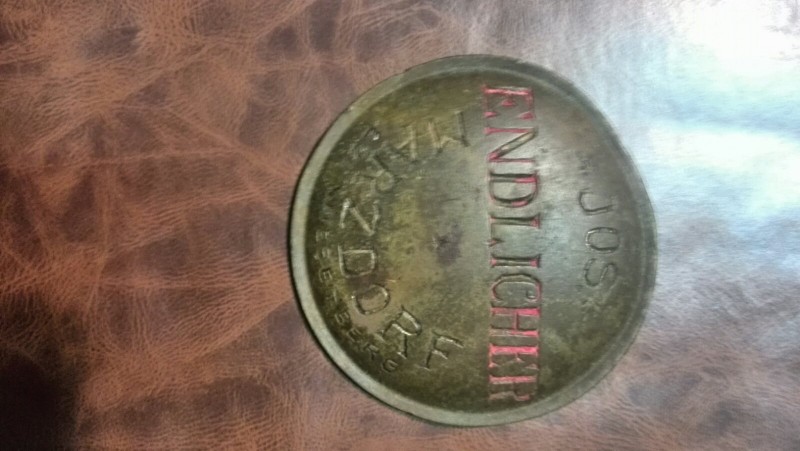 JOS.
ENDLICHER
MARZDORF